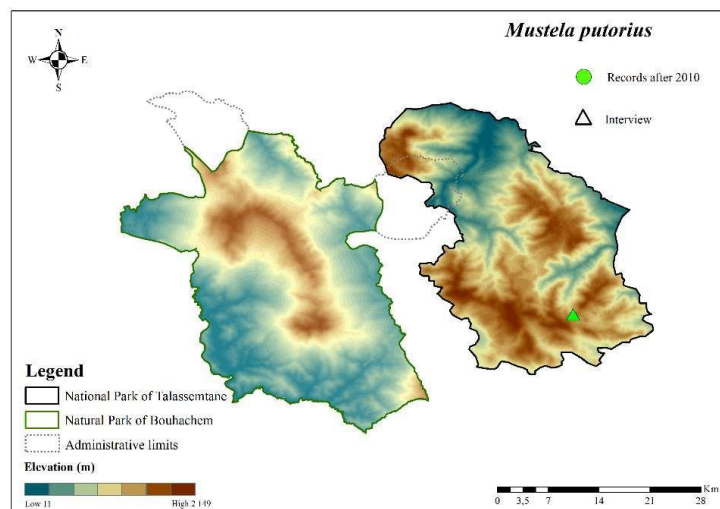 Mustela putorius
N
W E
S
Records after 2010
Interview
Legend
National Park of Talassemtane
Natural Park of Bouhachem
Administrative limits
Elevation (m)
Low 11 High 2 149
Km
0 3,5 7 14 21 28